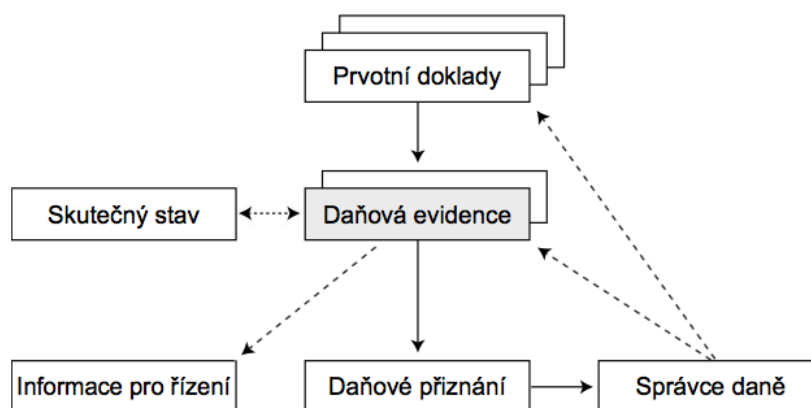 Prvotní doklady
Skutečný stav
Daňová evidence
Informace pro řízení
Daňové přiznání
Správce daně